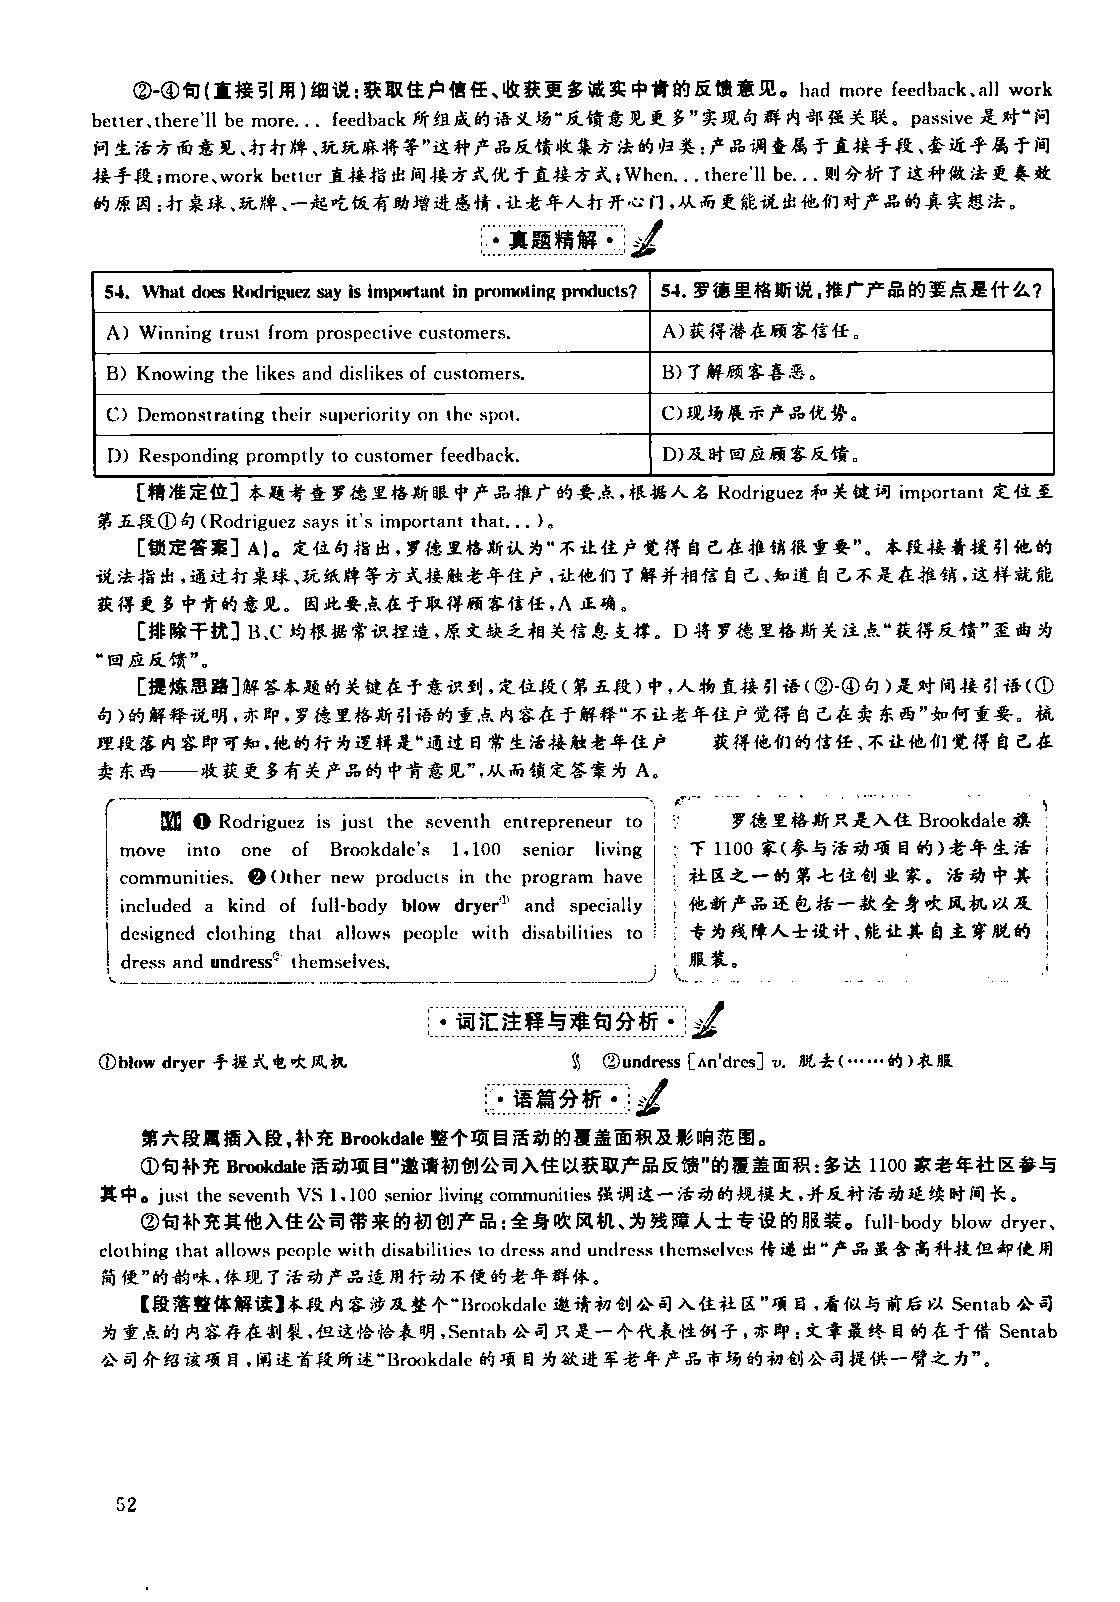 ②-④句(直接引用)细说:获取住户信任、收获更多诚实中肯的反馈意见。had more feedback、all work
better、there'll be more... feedback 所组成的语义场“反馈意见更多”实现句群内部强关联。passive 是对“问
问生活方面意见、打打牌、玩玩麻将等”这种产品反馈收集方法的归类:产品调查属于直接手段、套近乎属于间
接手段;more、work better 直接指出间接方式优于直接方式;When... there'll be... 则分析了这种做法更奏效
的原因:打桌球、玩牌、一起吃饭有助增进感情,让老年人打开心门,从而更能说出他们对产品的真实想法。
·真题精解·
54. What does Rodriguez say is important in promoting products?
54. 罗德里格斯说,推广产品的要点是什么?
A) Winning trust from prospective customers.
A)获得潜在顾客信任。
B) Knowing the likes and dislikes of customers.
B)了解顾客喜恶。
C) Demonstrating their superiority on the spot.
C)现场展示产品优势。
D) Responding promptly to customer feedback.
D)及时回应顾客反馈。
[精准定位] 本题考查罗德里格斯眼中产品推广的要点,根据人名 Rodriguez 和关键词 important 定位至
第五段①句(Rodriguez says it's important that...)。
[锁定答案] A)。定位句指出,罗德里格斯认为“不让住户觉得自己在推销很重要”。本段接着援引他的
说法指出,通过打桌球、玩纸牌等方式接触老年住户,让他们了解并相信自己、知道自己不是在推销,这样就能
获得更多中肯的意见。因此要点在于取得顾客信任,A 正确。
[排除干扰] B、C 均根据常识捏造,原文缺乏相关信息支撑。D 将罗德里格斯关注点“获得反馈”歪曲为
“回应反馈”。
[提炼思路]解答本题的关键在于意识到,定位段(第五段)中,人物直接引语(②-④句)是对间接引语(①
句)的解释说明,亦即,罗德里格斯引语的重点内容在于解释“不让老年住户觉得自己在卖东西”如何重要。梳
理段落内容即可知,他的行为逻辑是“通过日常生活接触老年住户 获得他们的信任、不让他们觉得自己在
卖东西——收获更多有关产品的中肯意见”,从而锁定答案为 A。
Ⅵ ❶ Rodriguez is just the seventh entrepreneur to
move into one of Brookdale's 1,100 senior living
communities. ❷ Other new products in the program have
included a kind of full-body blow dryer① and specially
designed clothing that allows people with disabilities to
dress and undress② themselves.
罗德里格斯只是入住 Brookdale 旗
下 1100 家(参与活动项目的)老年生活
社区之一的第七位创业家。活动中其
他新产品还包括一款全身吹风机以及
专为残障人士设计、能让其自主穿脱的
服装。
·词汇注释与难句分析·
①blow dryer 手握式电吹风机
②undress [ʌn'dres] v. 脱去(……的)衣服
·语篇分析·
第六段属插入段,补充 Brookdale 整个项目活动的覆盖面积及影响范围。
①句补充 Brookdale 活动项目“邀请初创公司入住以获取产品反馈”的覆盖面积:多达 1100 家老年社区参与
其中。just the seventh VS 1,100 senior living communities 强调这一活动的规模大,并反衬活动延续时间长。
②句补充其他入住公司带来的初创产品:全身吹风机、为残障人士专设的服装。full-body blow dryer、
clothing that allows people with disabilities to dress and undress themselves 传递出“产品虽含高科技但却使用
简便”的韵味,体现了活动产品适用行动不便的老年群体。
【段落整体解读】本段内容涉及整个“Brookdale 邀请初创公司入住社区”项目,看似与前后以 Sentab 公司
为重点的内容存在割裂,但这恰恰表明,Sentab 公司只是一个代表性例子,亦即:文章最终目的在于借 Sentab
公司介绍该项目,阐述首段所述“Brookdale 的项目为欲进军老年产品市场的初创公司提供一臂之力”。
52